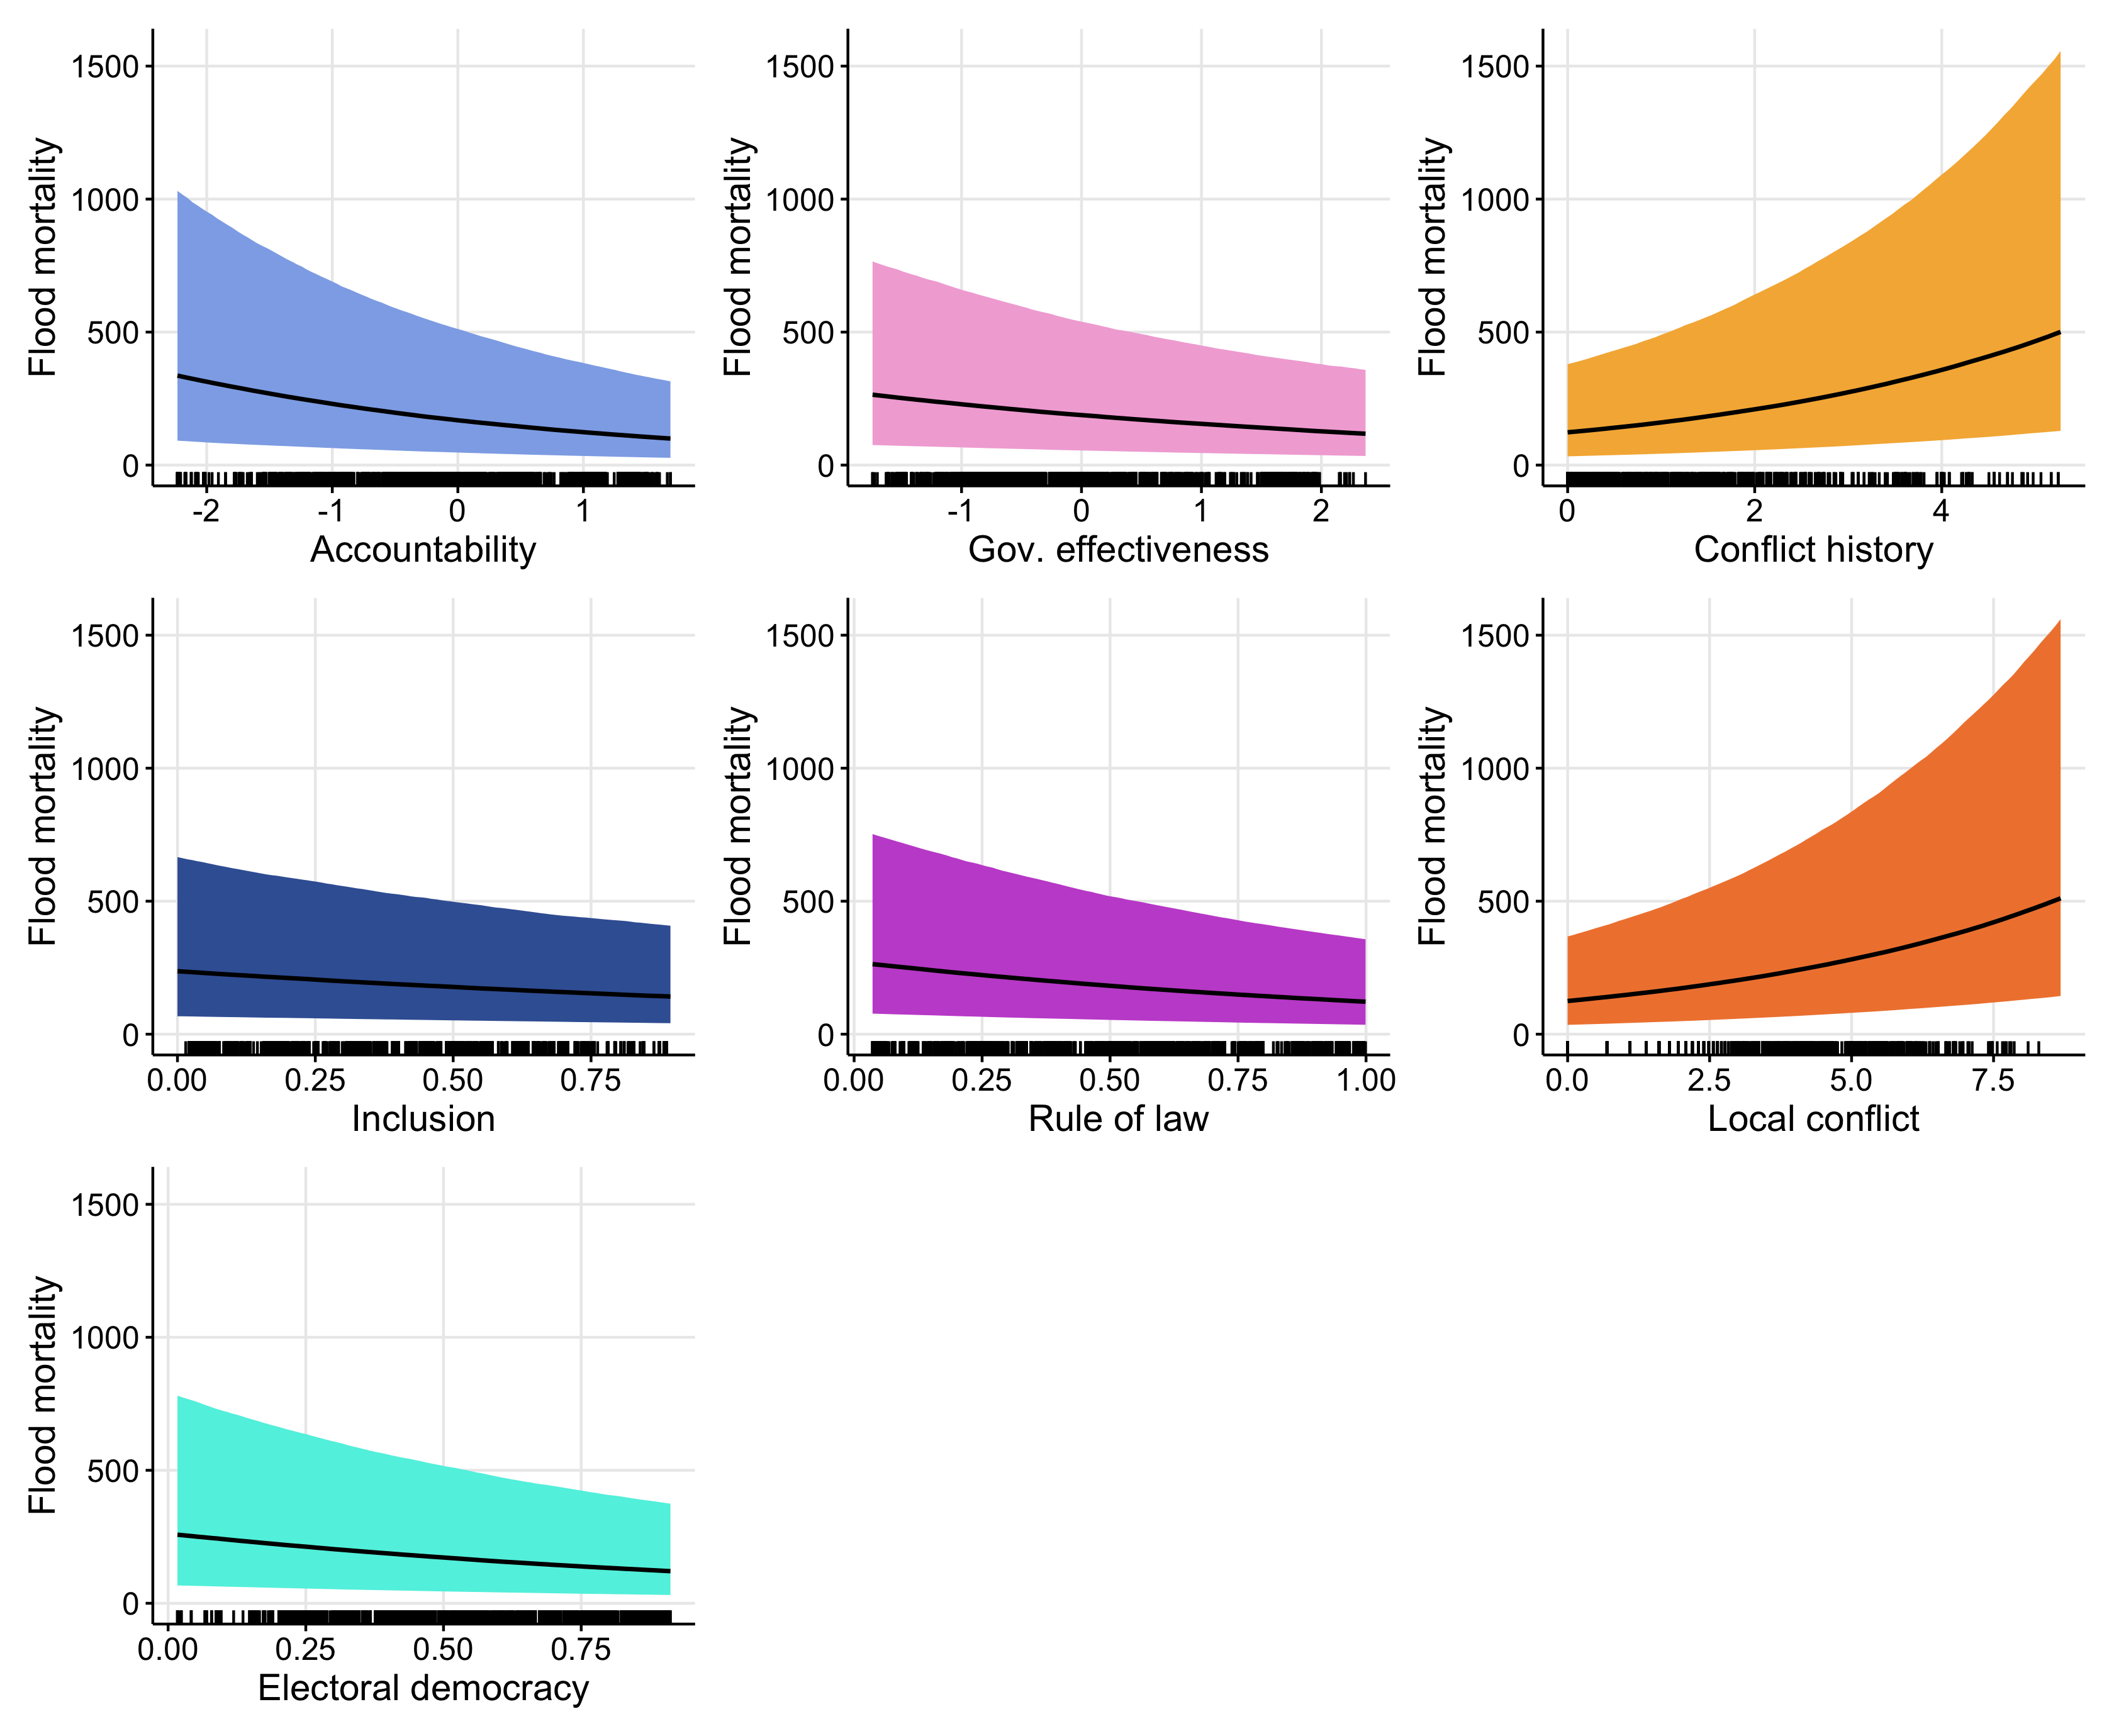 Flood mortality
1500
1000
500
0
-2 -1 0 1
Accountability
Flood mortality
1500
1000
500
0
-1 0 1 2
Gov. effectiveness
Flood mortality
1500
1000
500
0
0 2 4
Conflict history
Flood mortality
1500
1000
500
0
0.00 0.25 0.50 0.75
Inclusion
Flood mortality
1500
1000
500
0
0.00 0.25 0.50 0.75 1.00
Rule of law
Flood mortality
1500
1000
500
0
0.0 2.5 5.0 7.5
Local conflict
Flood mortality
1500
1000
500
0
0.00 0.25 0.50 0.75
Electoral democracy